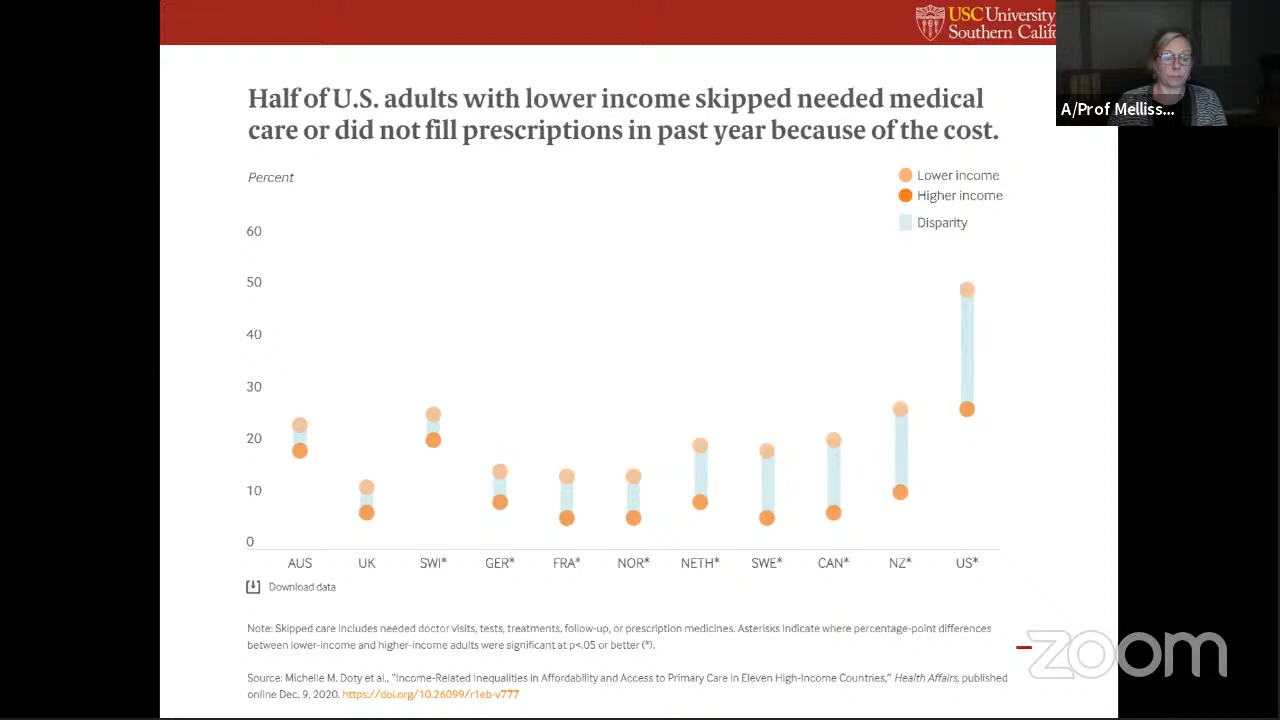 USC University
Southern Calif
A/Prof Melliss...
Half of U.S. adults with lower income skipped needed medical
care or did not fill prescriptions in past year because of the cost.
Percent
Lower income
Higher income
Disparity
60
50
40
30
20
10
0
AUS UK SWI* GER* FRA* NOR* NETH* SWE* CAN* NZ* US*
Download data
Note: Skipped care includes needed doctor visits, tests, treatments, follow-up, or prescription medicines. Asterisks indicate where percentage-point differences
between lower-income and higher-income adults were significant at p<.05 or better (*).
Source: Michelle M. Doty et al., "Income-Related Inequalities in Affordability and Access to Primary Care in Eleven High-Income Countries," Health Affairs, published
online Dec. 9, 2020. https://doi.org/10.26099/r1eb-v777
zoom